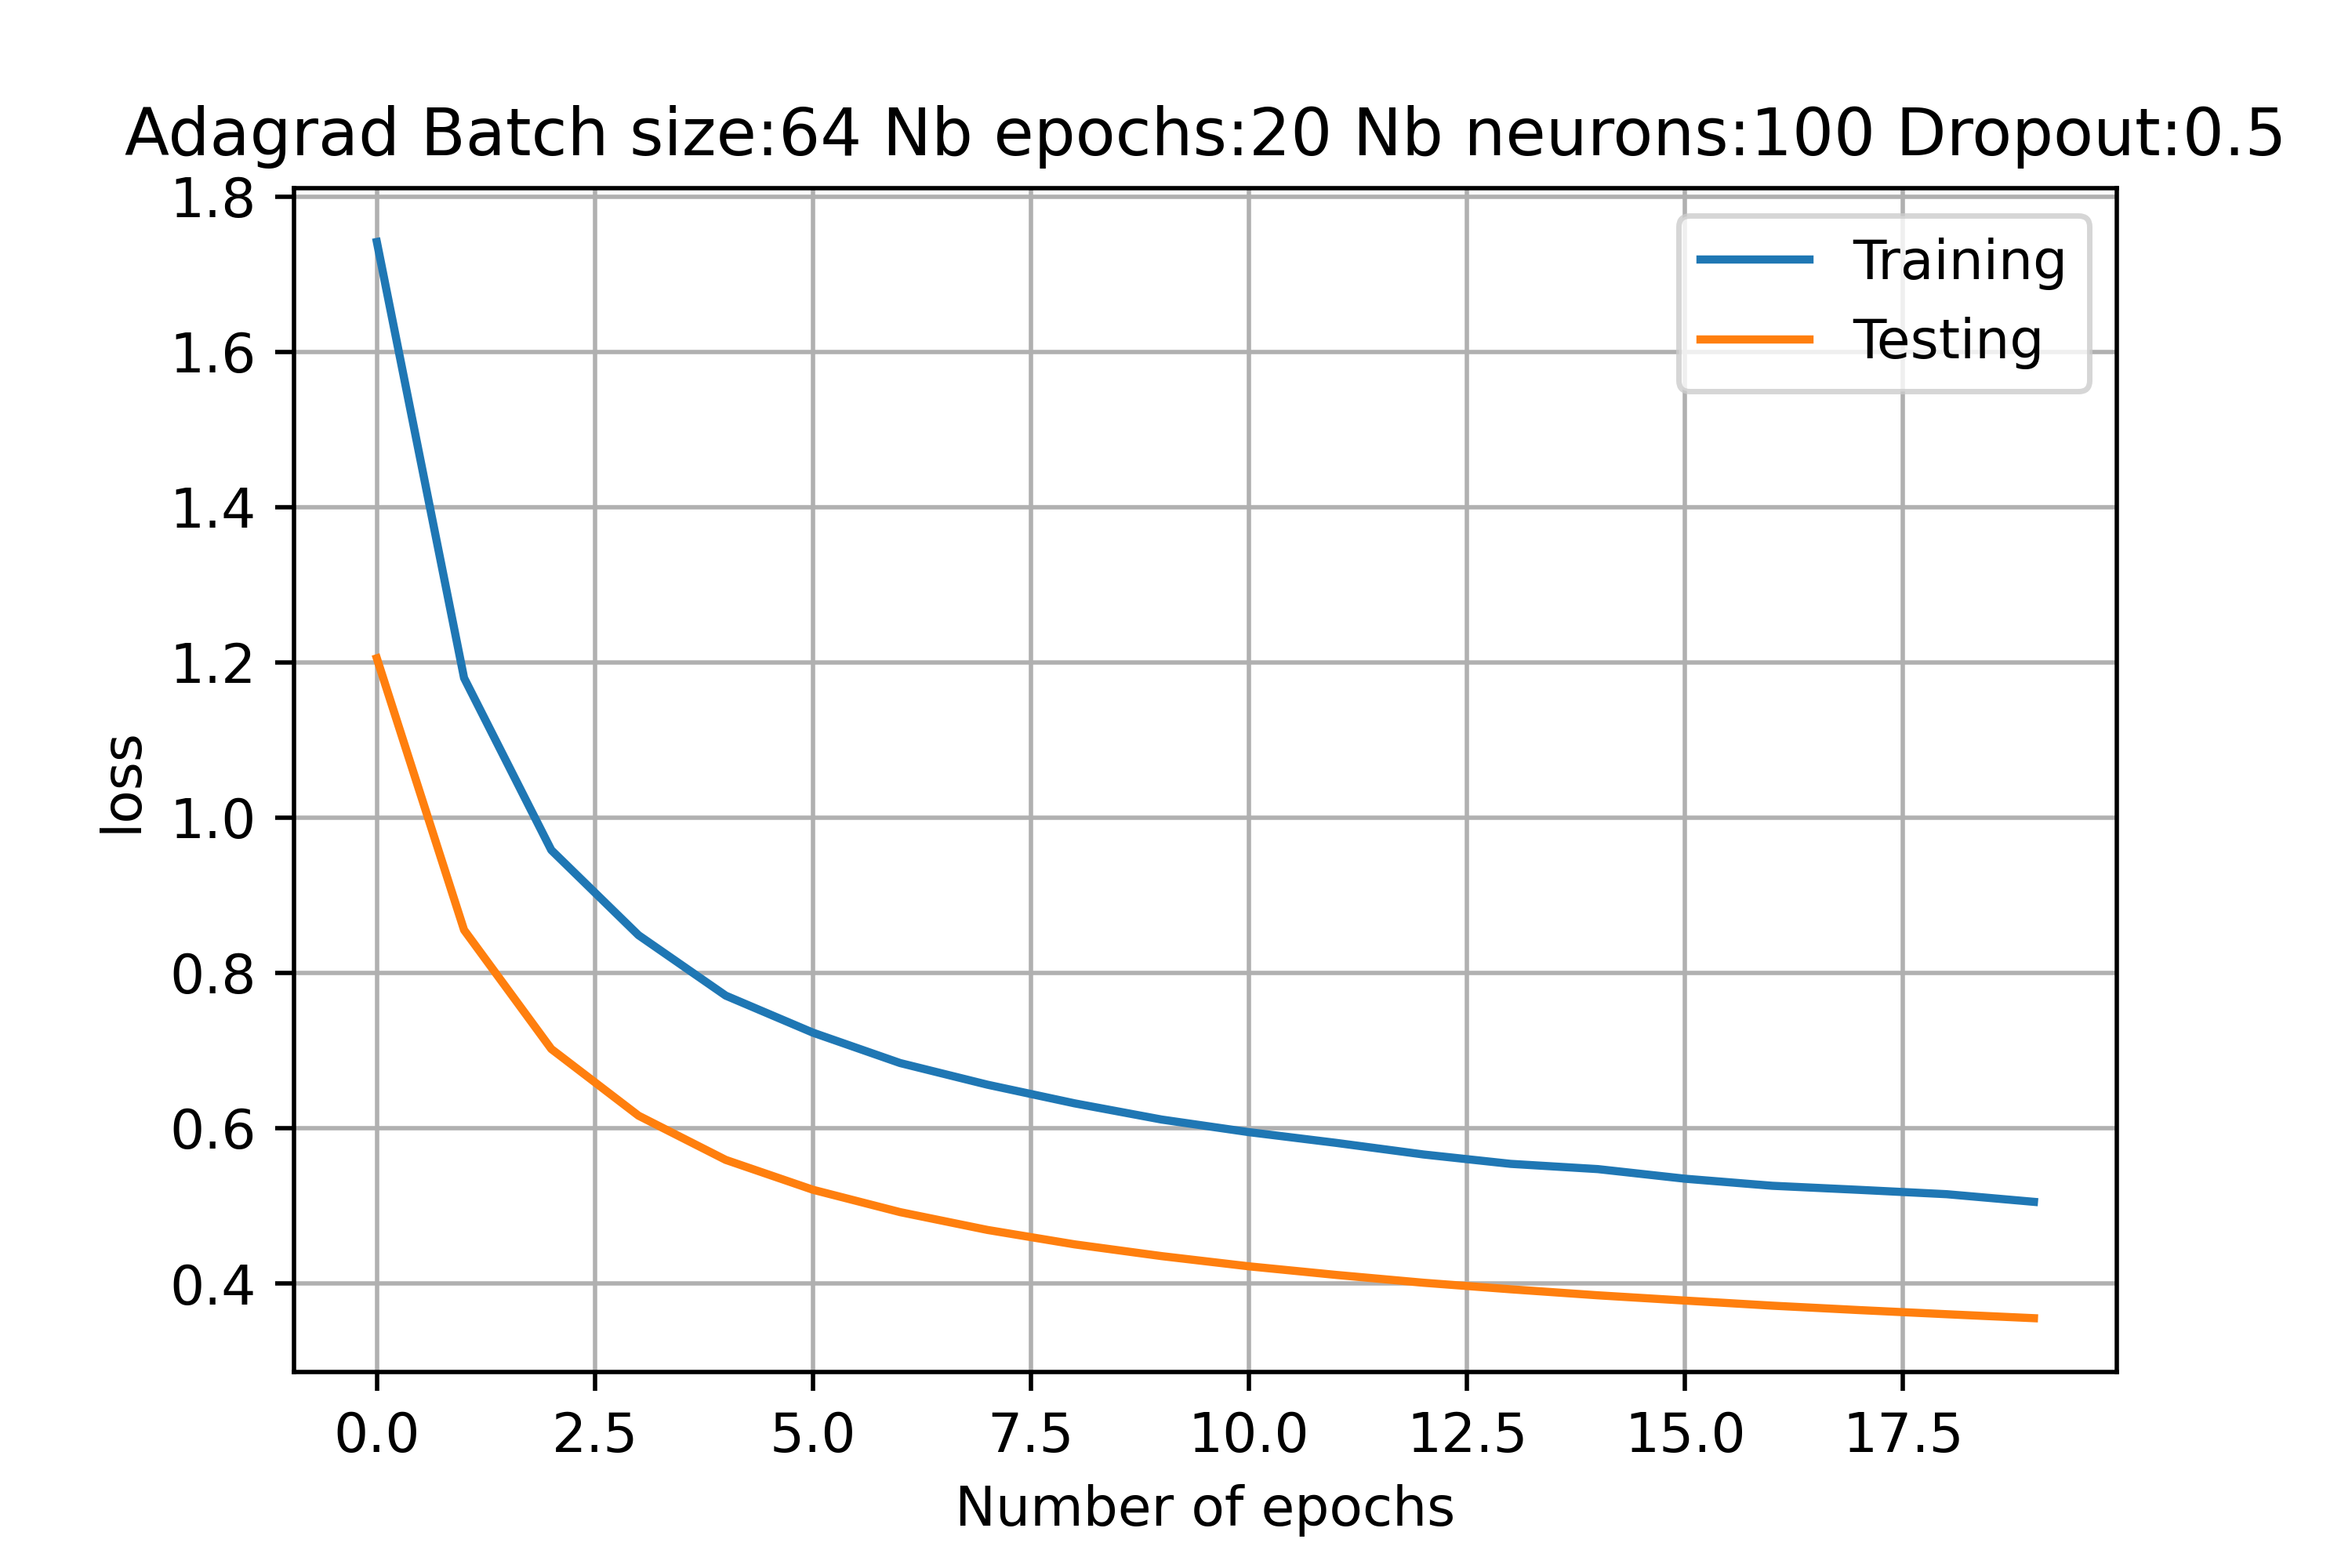 Adagrad Batch size:64 Nb epochs:20 Nb neurons:100 Dropout:0.5
1.8
1.6
1.4
1.2
1.0
0.8
0.6
0.4
loss
Training
Testing
0.0 2.5 5.0 7.5 10.0 12.5 15.0 17.5
Number of epochs